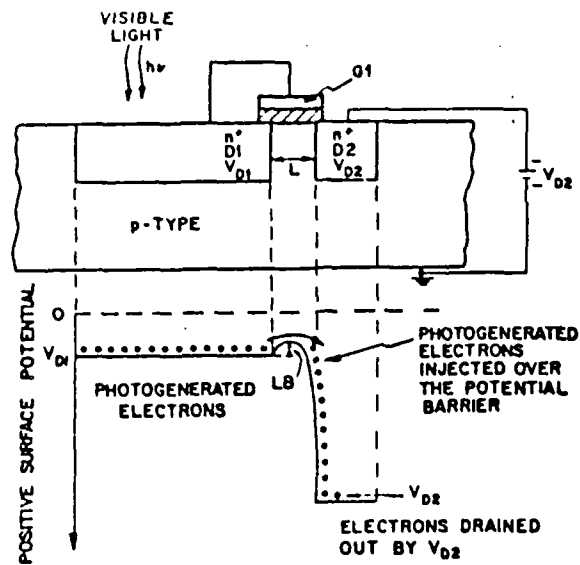 VISIBLE
LIGHT
hν
G1
n+
D1
VD1
L
n+
D2
VD2
VD2
p-TYPE
POSITIVE SURFACE POTENTIAL
0
VD1
PHOTOGENERATED
ELECTRONS
LB
PHOTOGENERATED
ELECTRONS
INJECTED OVER
THE POTENTIAL
BARRIER
VD2
ELECTRONS DRAINED
OUT BY VD2